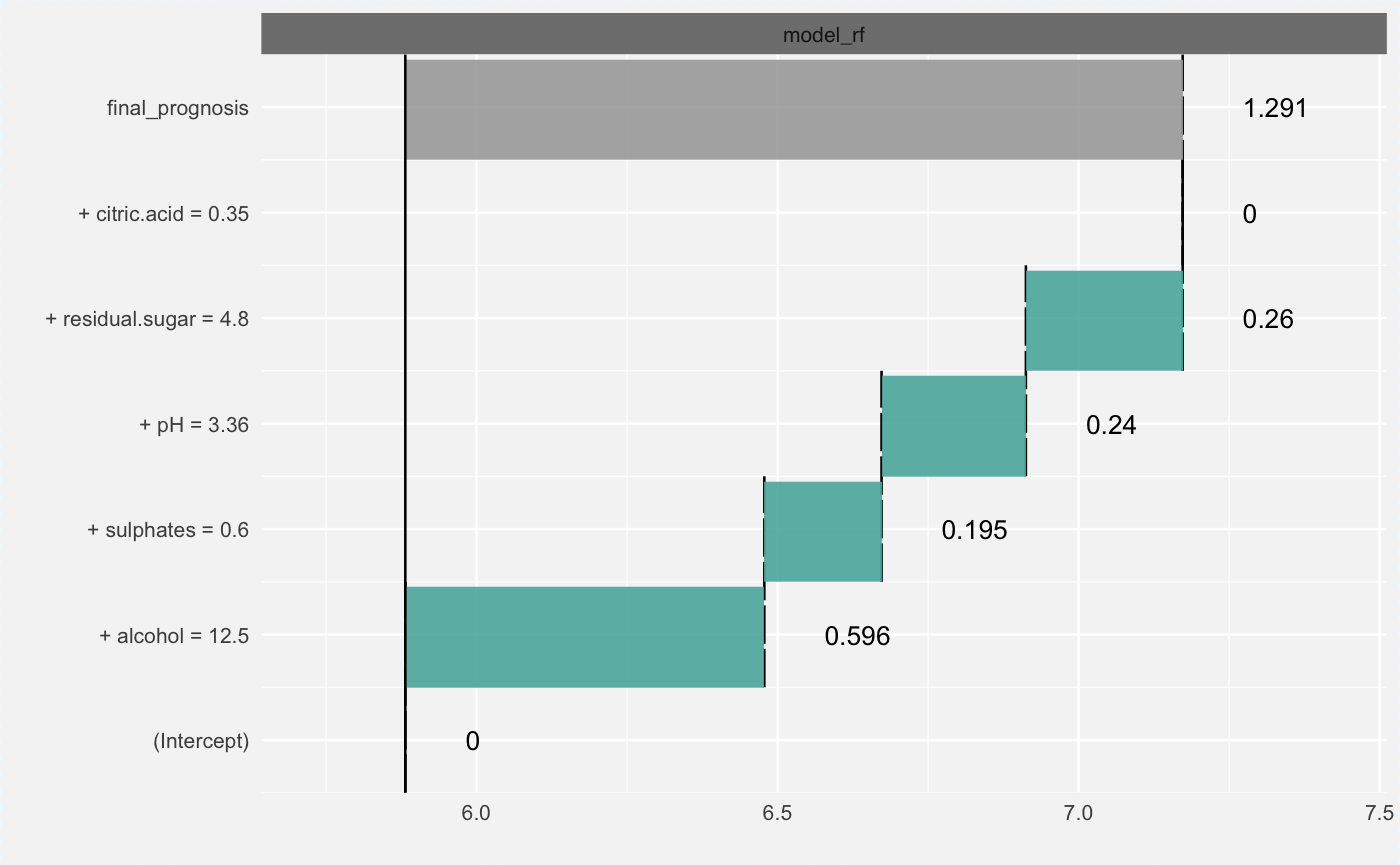 model_rf
final_prognosis
1.291
+ citric.acid = 0.35
0
+ residual.sugar = 4.8
0.26
+ pH = 3.36
0.24
+ sulphates = 0.6
0.195
+ alcohol = 12.5
0.596
(Intercept)
0
6.0
6.5
7.0
7.5